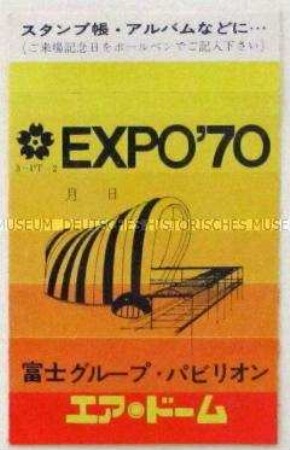 スタンプ帳・アルバムなどに…
(ご来場記念日をボールペンでご記入下さい)
EXPO'70
月 日
MUSEUM DEUTSCHES HISTORISCHES MUSEUM
富士グループ・パビリオン
エア・ドーム